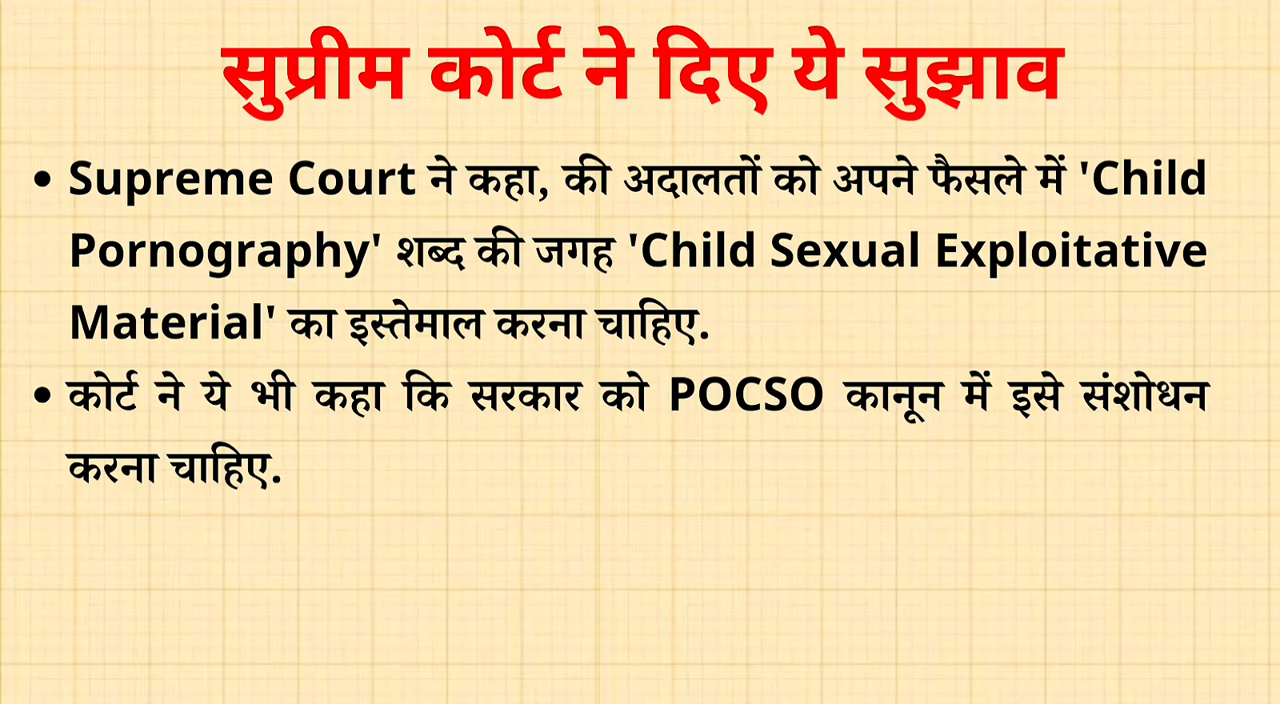 सुप्रीम कोर्ट ने दिए ये सुझाव
• Supreme Court ने कहा, की अदालतों को अपने फैसले में 'Child
Pornography' शब्द की जगह 'Child Sexual Exploitative
Material' का इस्तेमाल करना चाहिए.
• कोर्ट ने ये भी कहा कि सरकार को POCSO कानून में इसे संशोधन
करना चाहिए.